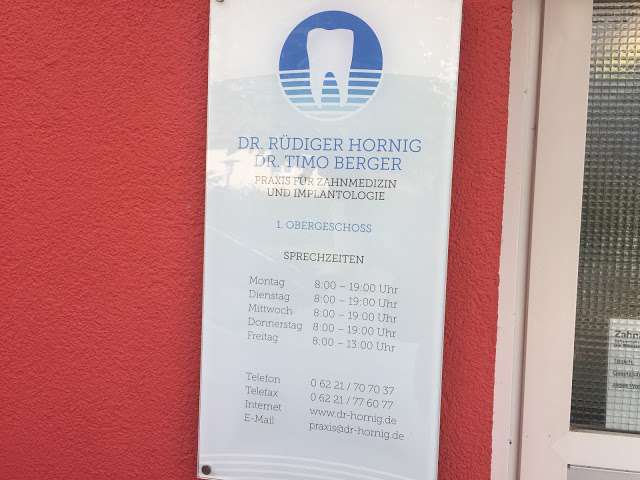 DR. RÜDIGER HORNIG
DR. TIMO BERGER
PRAXIS FÜR ZAHNMEDIZIN
UND IMPLANTOLOGIE
1. OBERGESCHOSS
SPRECHZEITEN
Montag 8:00 – 19:00 Uhr
Dienstag 8:00 – 19:00 Uhr
Mittwoch 8:00 – 19:00 Uhr
Donnerstag 8:00 – 19:00 Uhr
Freitag 8:00 – 13:00 Uhr
Telefon 0 62 21 / 70 70 37
Telefax 0 62 21 / 77 60 77
Internet www.dr-hornig.de
E-Mail praxis@dr-hornig.de